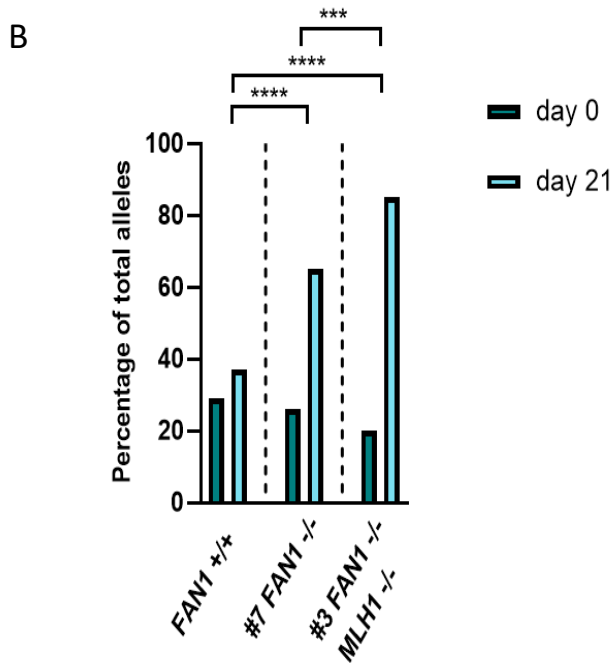 B
***
****
****
day 0
day 21
Percentage of total alleles
100
80
60
40
20
0
FAN1 +/+
#7 FAN1 -/-
#3 FAN1 -/-
MLH1 -/-